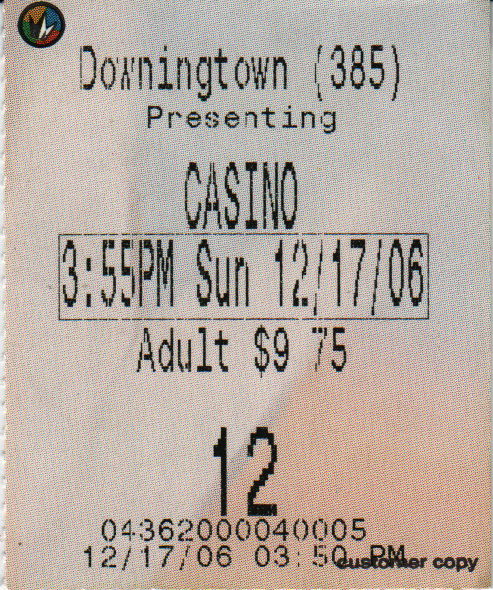 Downingtown (385)
Presenting
CASINO
3:55PM Sun 12/17/06
Adult $9 75
12
04362000040005
12/17/06 03:50 PM
customer copy